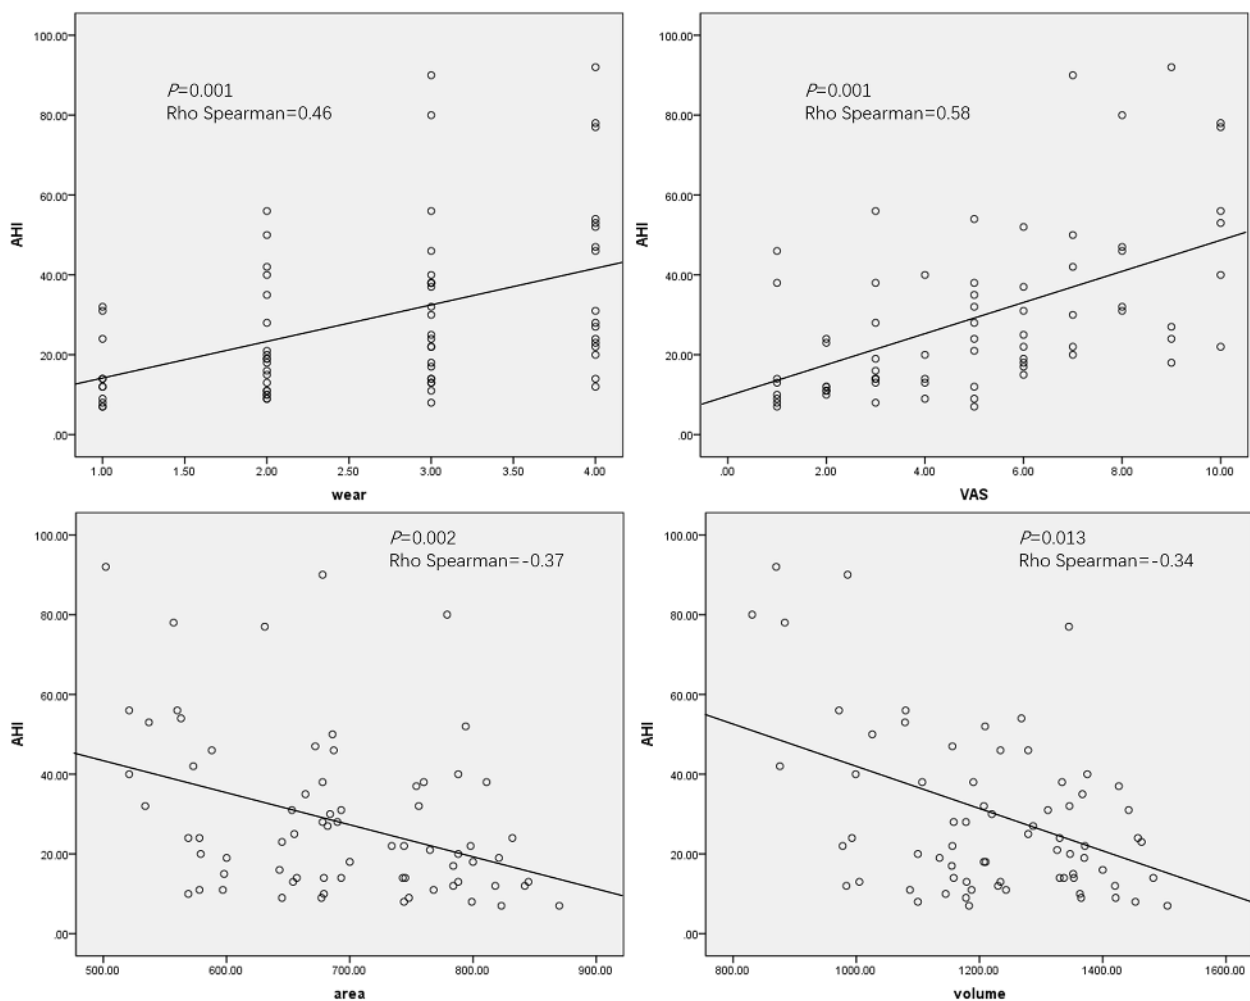 100.00
80.00
60.00
40.00
20.00
.00
AHI
P=0.001
Rho Spearman=0.46
1.00 1.50 2.00 2.50 3.00 3.50 4.00
wear
100.00
80.00
60.00
40.00
20.00
.00
AHI
P=0.001
Rho Spearman=0.58
.00 2.00 4.00 6.00 8.00 10.00
VAS
100.00
80.00
60.00
40.00
20.00
.00
AHI
P=0.002
Rho Spearman=-0.37
500.00 600.00 700.00 800.00 900.00
area
100.00
80.00
60.00
40.00
20.00
.00
AHI
P=0.013
Rho Spearman=-0.34
800.00 1000.00 1200.00 1400.00 1600.00
volume